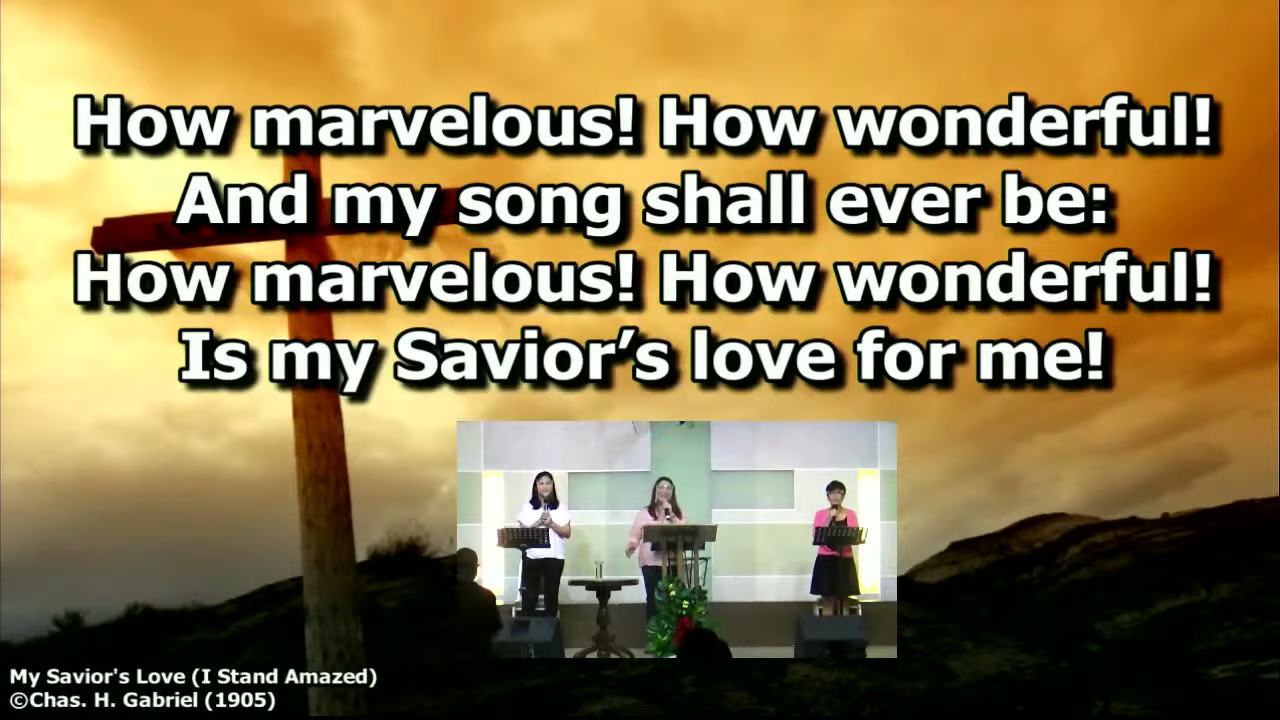 How marvelous! How wonderful!
And my song shall ever be:
How marvelous! How wonderful!
Is my Savior’s love for me!
My Savior's Love (I Stand Amazed)
©Chas. H. Gabriel (1905)